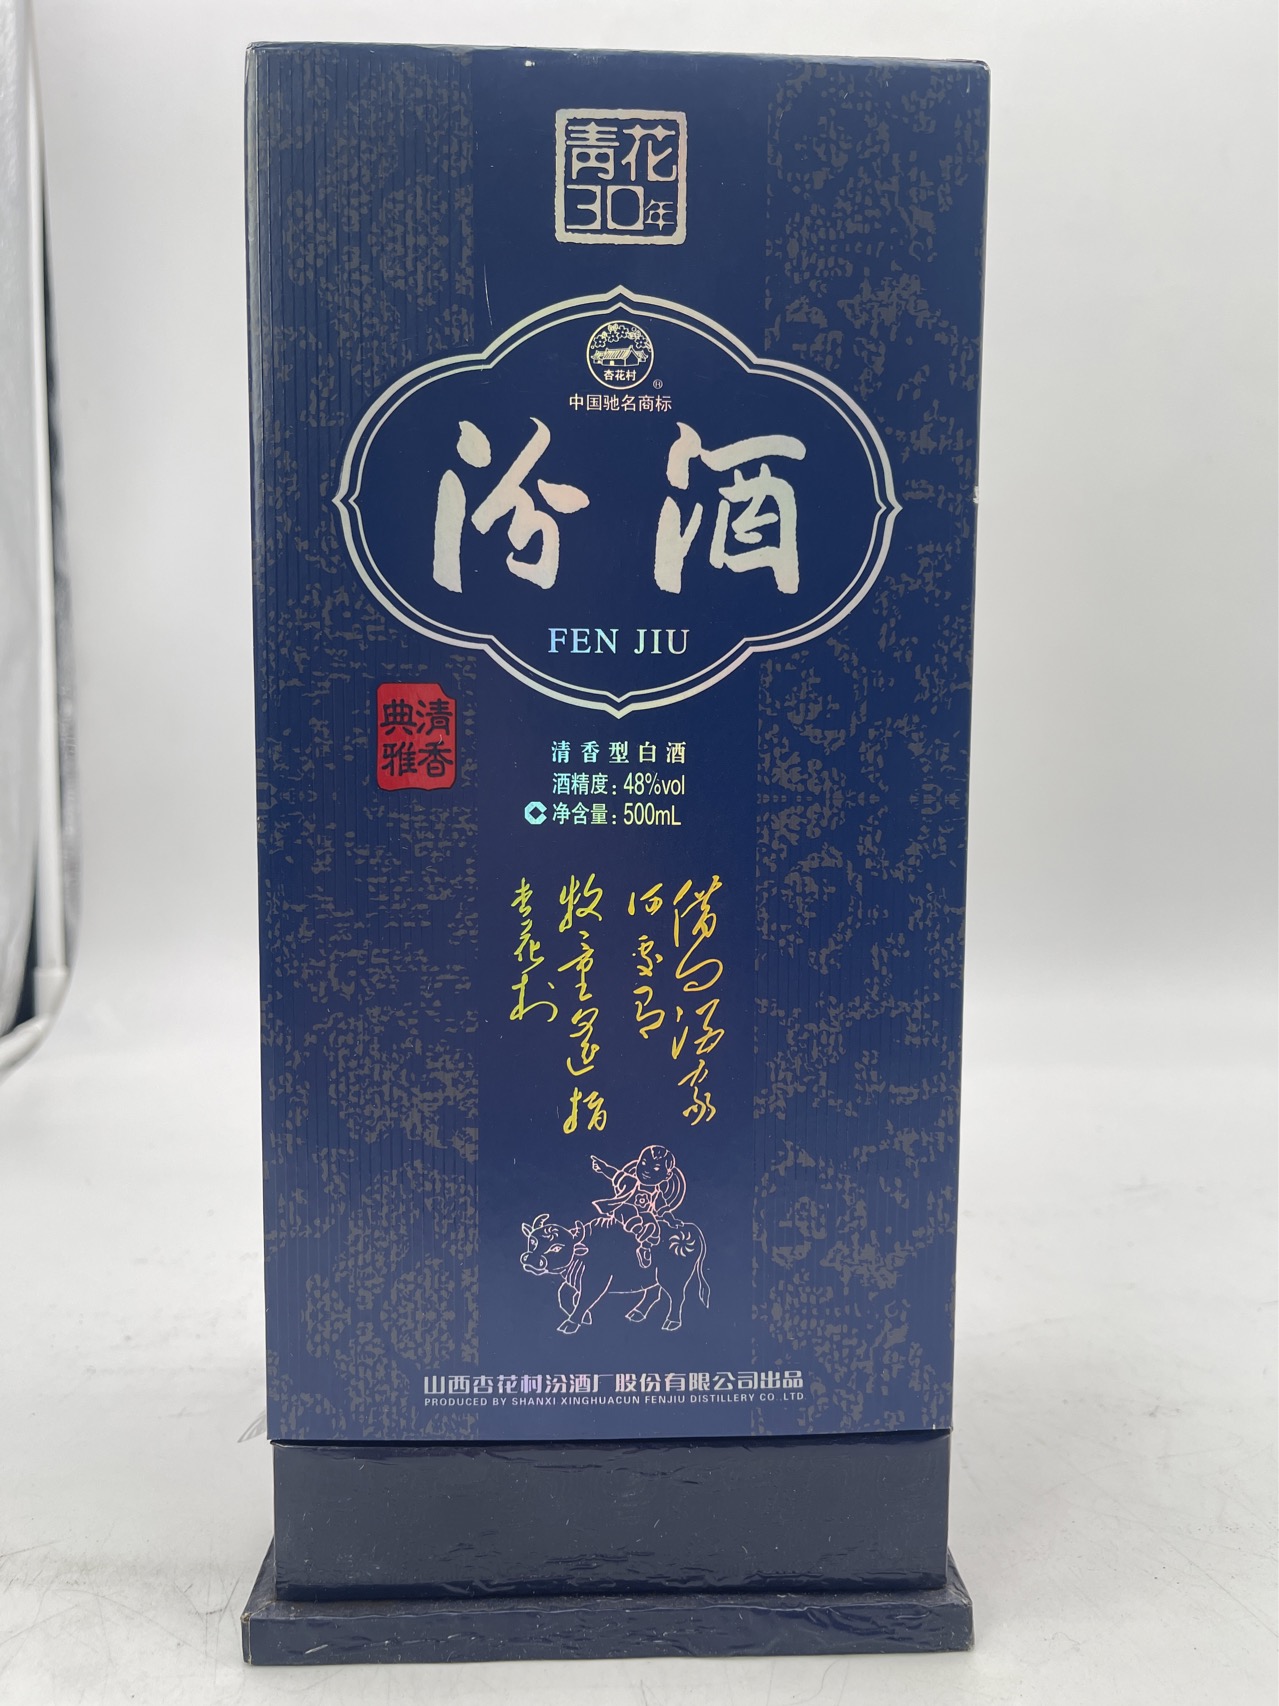 青花
30年
杏花村
®
中国驰名商标
汾酒
FEN JIU
清香
典雅
清香型白酒
酒精度：48%vol
C 净含量：500mL
借问酒家
何处有
牧童遥指
杏花村
山西杏花村汾酒厂股份有限公司出品
PRODUCED BY SHANXI XINGHUACUN FENJIU DISTILLERY CO.,LTD